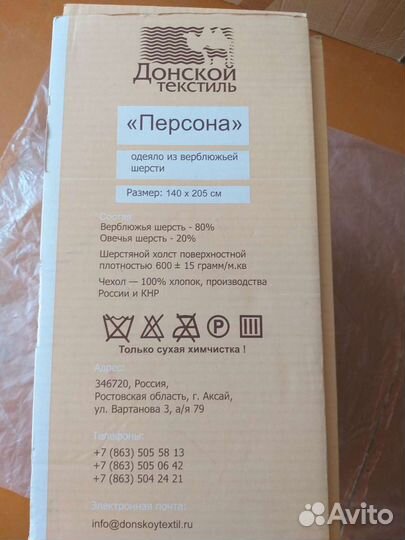 Донской
ТЕКСТИЛЬ
«Персона»
одеяло из верблюжьей
шерсти
Размер: 140 х 205 см
Состав:
Верблюжья шерсть - 80%
Овечья шерсть - 20%
Шерстяной холст поверхностной
плотностью 600 ± 15 грамм/м.кв
Чехол — 100% хлопок, производства
России и КНР
P
Только сухая химчистка !
Адрес:
346720, Россия,
Ростовская область, г. Аксай,
ул. Вартанова 3, а/я 79
Телефоны:
+7 (863) 505 58 13
+7 (863) 505 06 42
+7 (863) 504 24 21
Электронная почта:
info@donskoytextil.ru
Avito